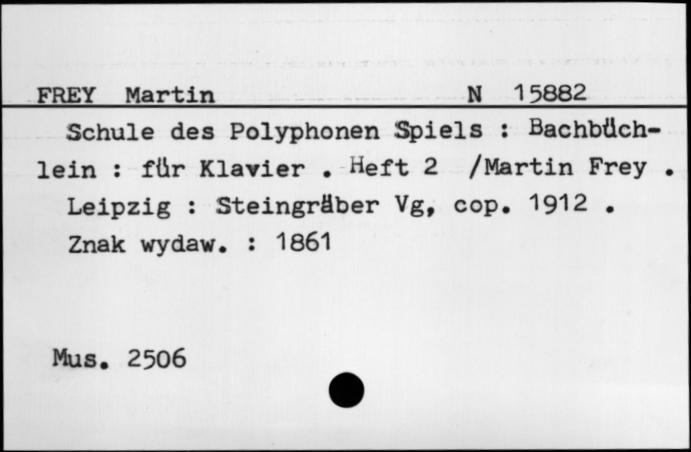 FREY Martin N 15882
Schule des Polyphonen Spiels : Bachbüch-
lein : für Klavier . Heft 2 /Martin Frey .
Leipzig : Steingräber Vg, cop. 1912 .
Znak wydaw. : 1861
Mus. 2506